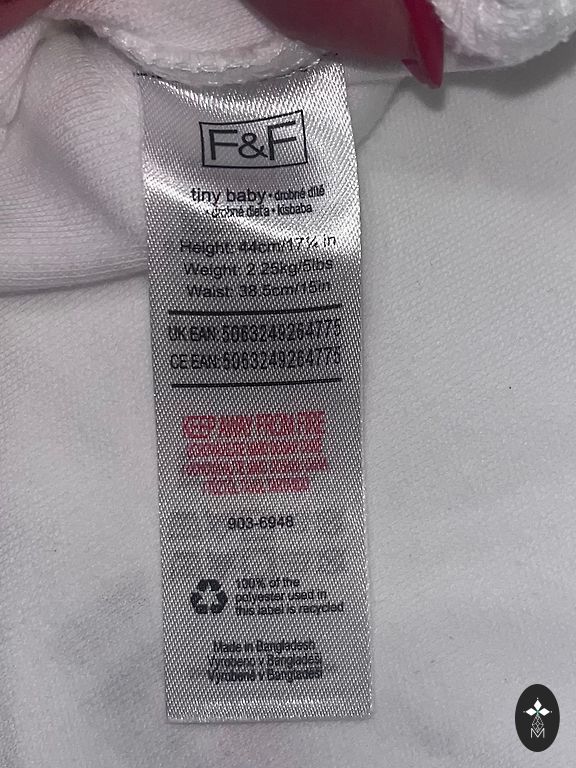 F&F
tiny baby • drobné dítě
• drobné dieťa • kisbaba
Height: 44cm/17¼ in
Weight: 2.25kg/5lbs
Waist: 38.5cm/15in
UK EAN: 5063249264775
CE EAN: 5063249264775
KEEP AWAY FROM FIRE
903-6948
100% of the
polyester used in
this label is recycled
Made in Bangladesh
Vyrobeno v Bangladéši
Vyrobené v Bangladéši
M